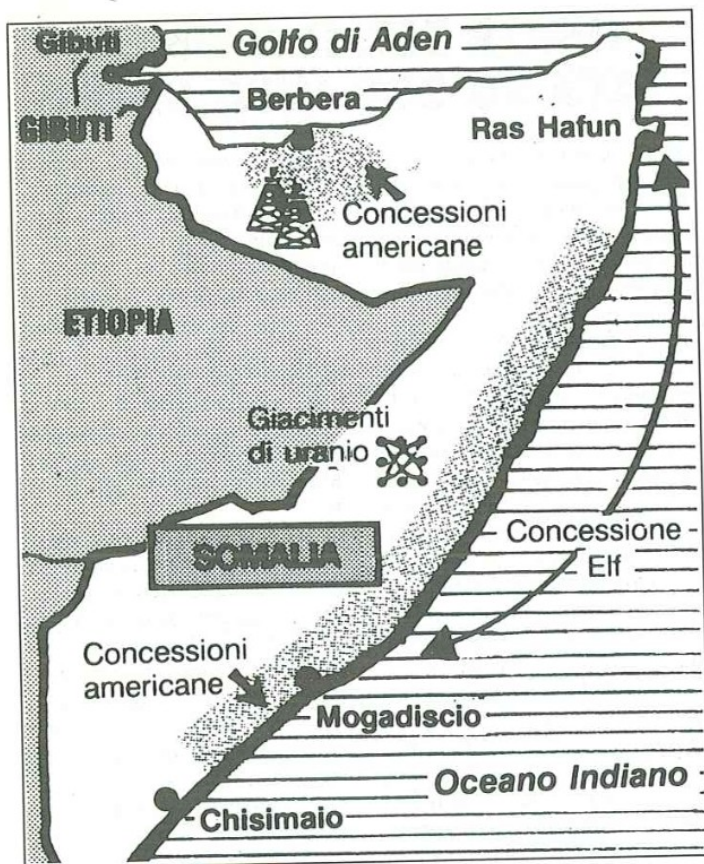 Gibuti
Golfo di Aden
Berbera
GIBUTI
Ras Hafun
Concessioni
americane
ETIOPIA
Giacimenti
di uranio
Concessione
Elf
SOMALIA
Concessioni
americane
Mogadiscio
Oceano Indiano
Chisimaio